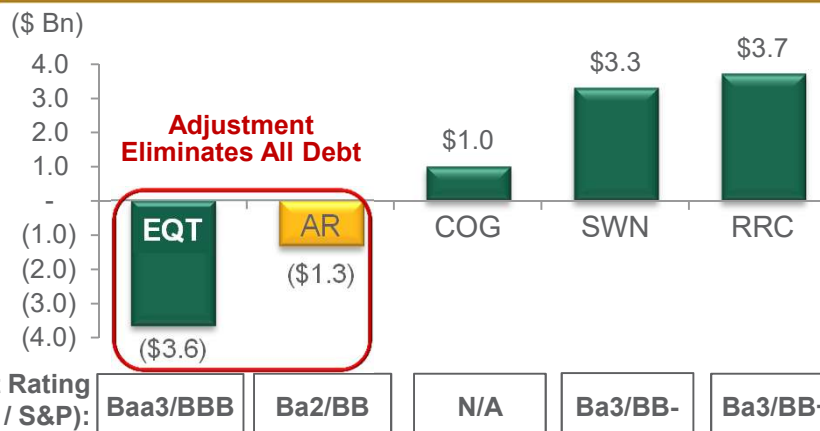 ($ Bn)
4.0
3.0
2.0
1.0
-
(1.0)
(2.0)
(3.0)
(4.0)
Adjustment
Eliminates All Debt
$1.0
$3.3
$3.7
EQT
AR
COG
SWN
RRC
($1.3)
($3.6)
Rating
/ S&P):
Baa3/BBB
Ba2/BB
N/A
Ba3/BB-
Ba3/BB